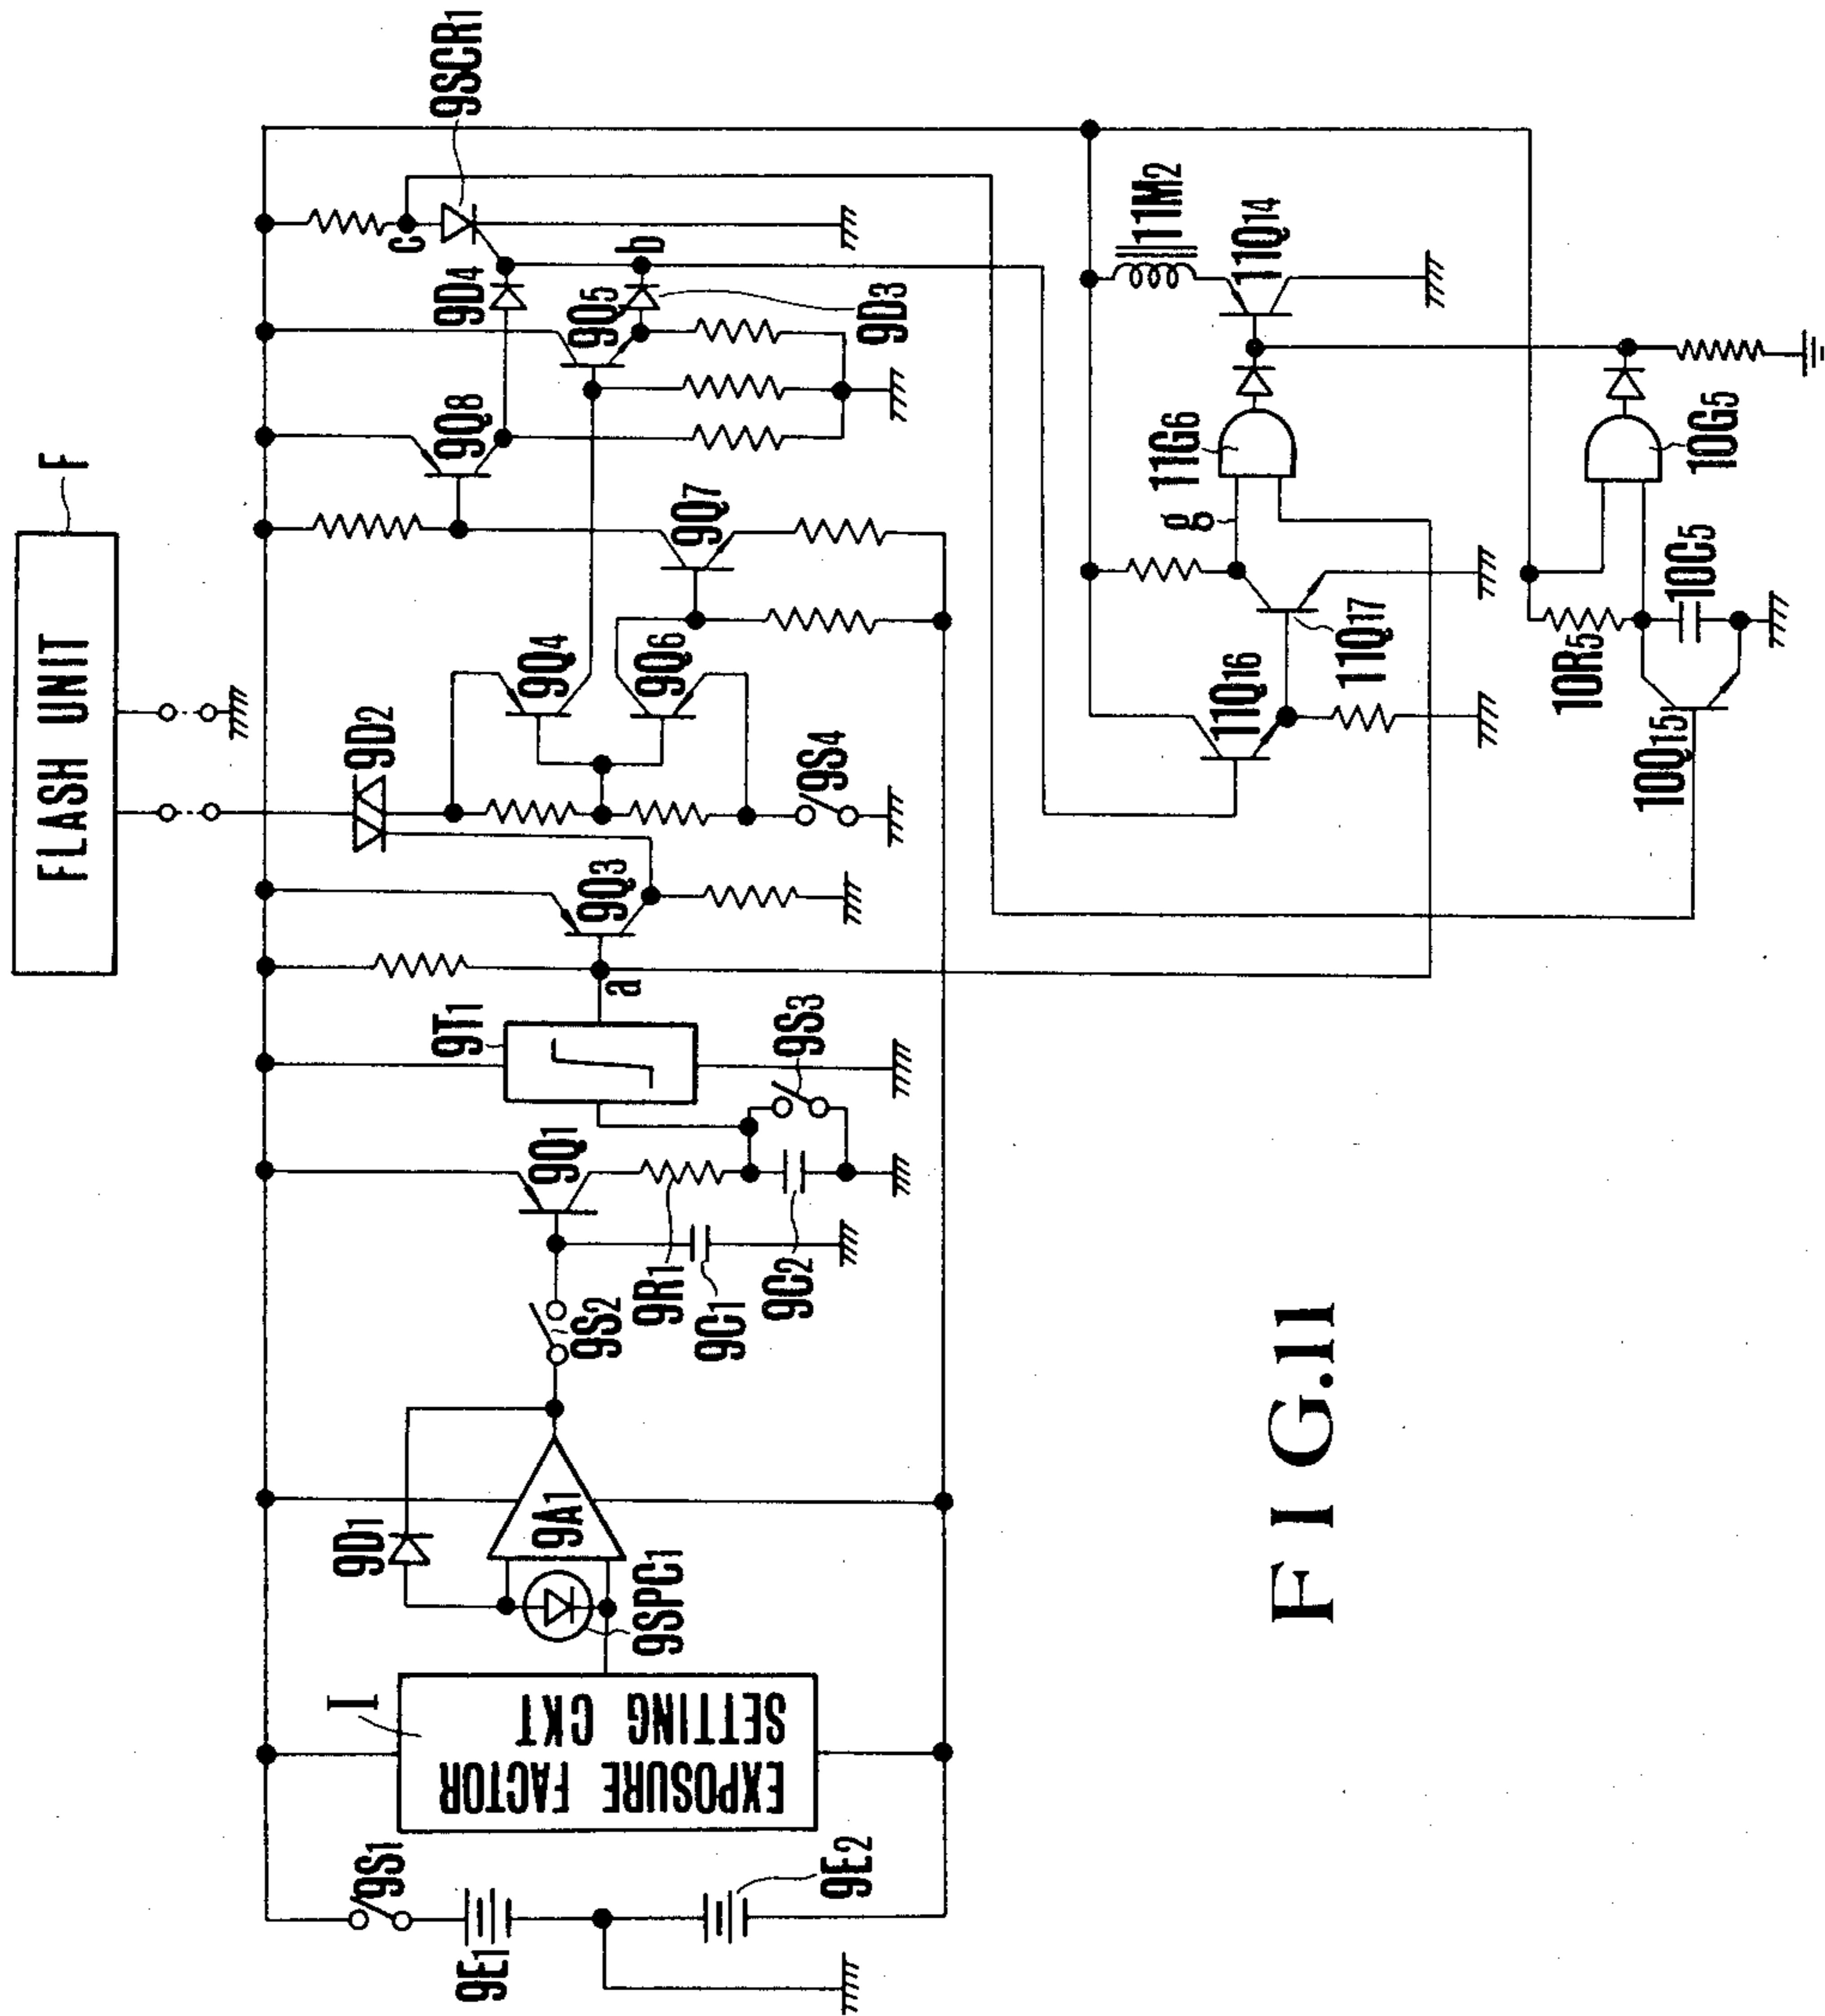 FLASH UNIT
F
9SCR1
c
9D4
b
9Q5
9D3
9Q8
9Q7
9Q4
9Q6
9D2
9S4
9Q3
a
9T1
9S3
9Q1
9R1
9C1
9C2
9S2
9D1
9A1
9SPC1
I
EXPOSURE FACTOR
SETTING CKT
9S1
9E1
9E2
11M2
11Q14
11G6
g
11Q16
11Q17
10G5
10C5
10R5
10Q15
FIG.11